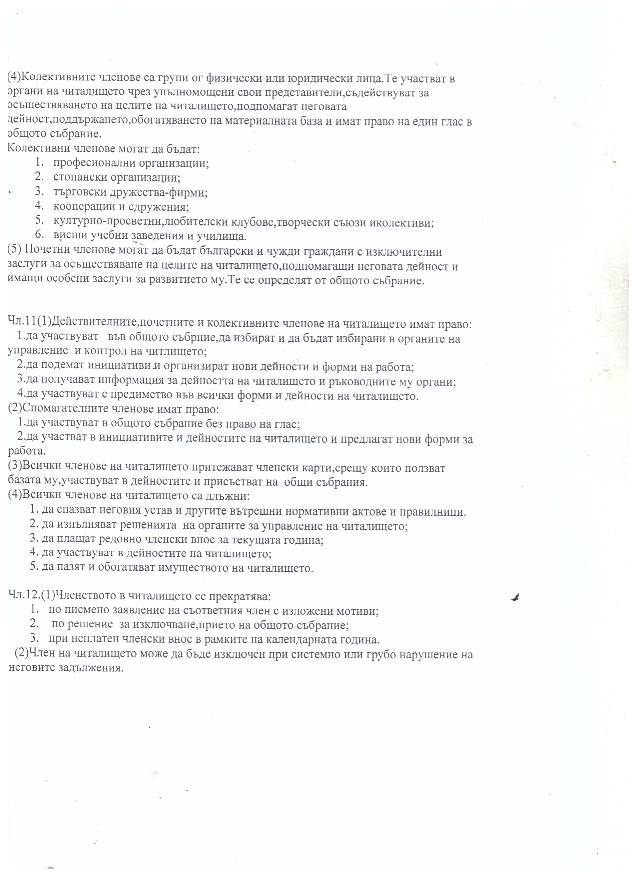 (4)Колективните членове са групи от физически или юридически лица.Те участват в
органи на читалището чрез упълномощени свои представители,съдействуват за
осъществяването на целите на читалището,подпомагат неговата
дейност,поддържането,обогатяването на материалната база и имат право на един глас в
общото събрание.
Колективни членове могат да бъдат:
1. професионални организации;
2. стопански организации;
3. търговски дружества-фирми;
4. кооперации и сдружения;
5. културно-просветни,любителски клубове,творчески съюзи иколективи;
6. висши учебни заведения и училища.
(5) Почетни членове могат да бъдат български и чужди граждани с изключителни
заслуги за осъществяване на целите на читалището,подпомагащи неговата дейност и
имащи особени заслуги за развитието му.Те се определят от общото събрание.
Чл.11(1)Действителните,почетните и колективните членове на читалището имат право:
1.да участвуват във общото събрние,да избират и да бъдат избирани в органите на
управление и контрол на читлището;
2.да подемат инициативи.и организират нови дейности и форми на работа;
3.да получават информация за дейността на читалището и ръководните му органи;
4.да участвуват с предимство във всички форми и дейности на читалището.
(2)Спомагателните членове имат право:
1.да участвуват в общото събрание без право на глас;
2.да участват в инициативите и дейностите на читалището и предлагат нови форми за
работа.
(3)Всички членове на читалището притежават членски карти,срещу които ползват
базата му,участвуват в дейностите и присъстват на общи събрания.
(4)Всички членове на читалището са длъжни:
1. да спазват неговия устав и другите вътрешни нормативни актове и правилници.
2. да изпълняват решенията на органите за управление на читалището;
3. да плащат редовно членски внос за текущата година;
4. да участвуват в дейностите на читалището;
5. да пазят и обогатяват имуществото на читалището.
Чл.12.(1)Членството в читалището се прекратява:
1. по писмено заявление на съответния член с изложени мотиви;
2. по решение за изключване,прието на общото събрание;
3. при неплатен членски внос в рамките на календарната година.
(2)Член на читалището може да бъде изключен при системно или грубо нарушение на
неговите задължения.